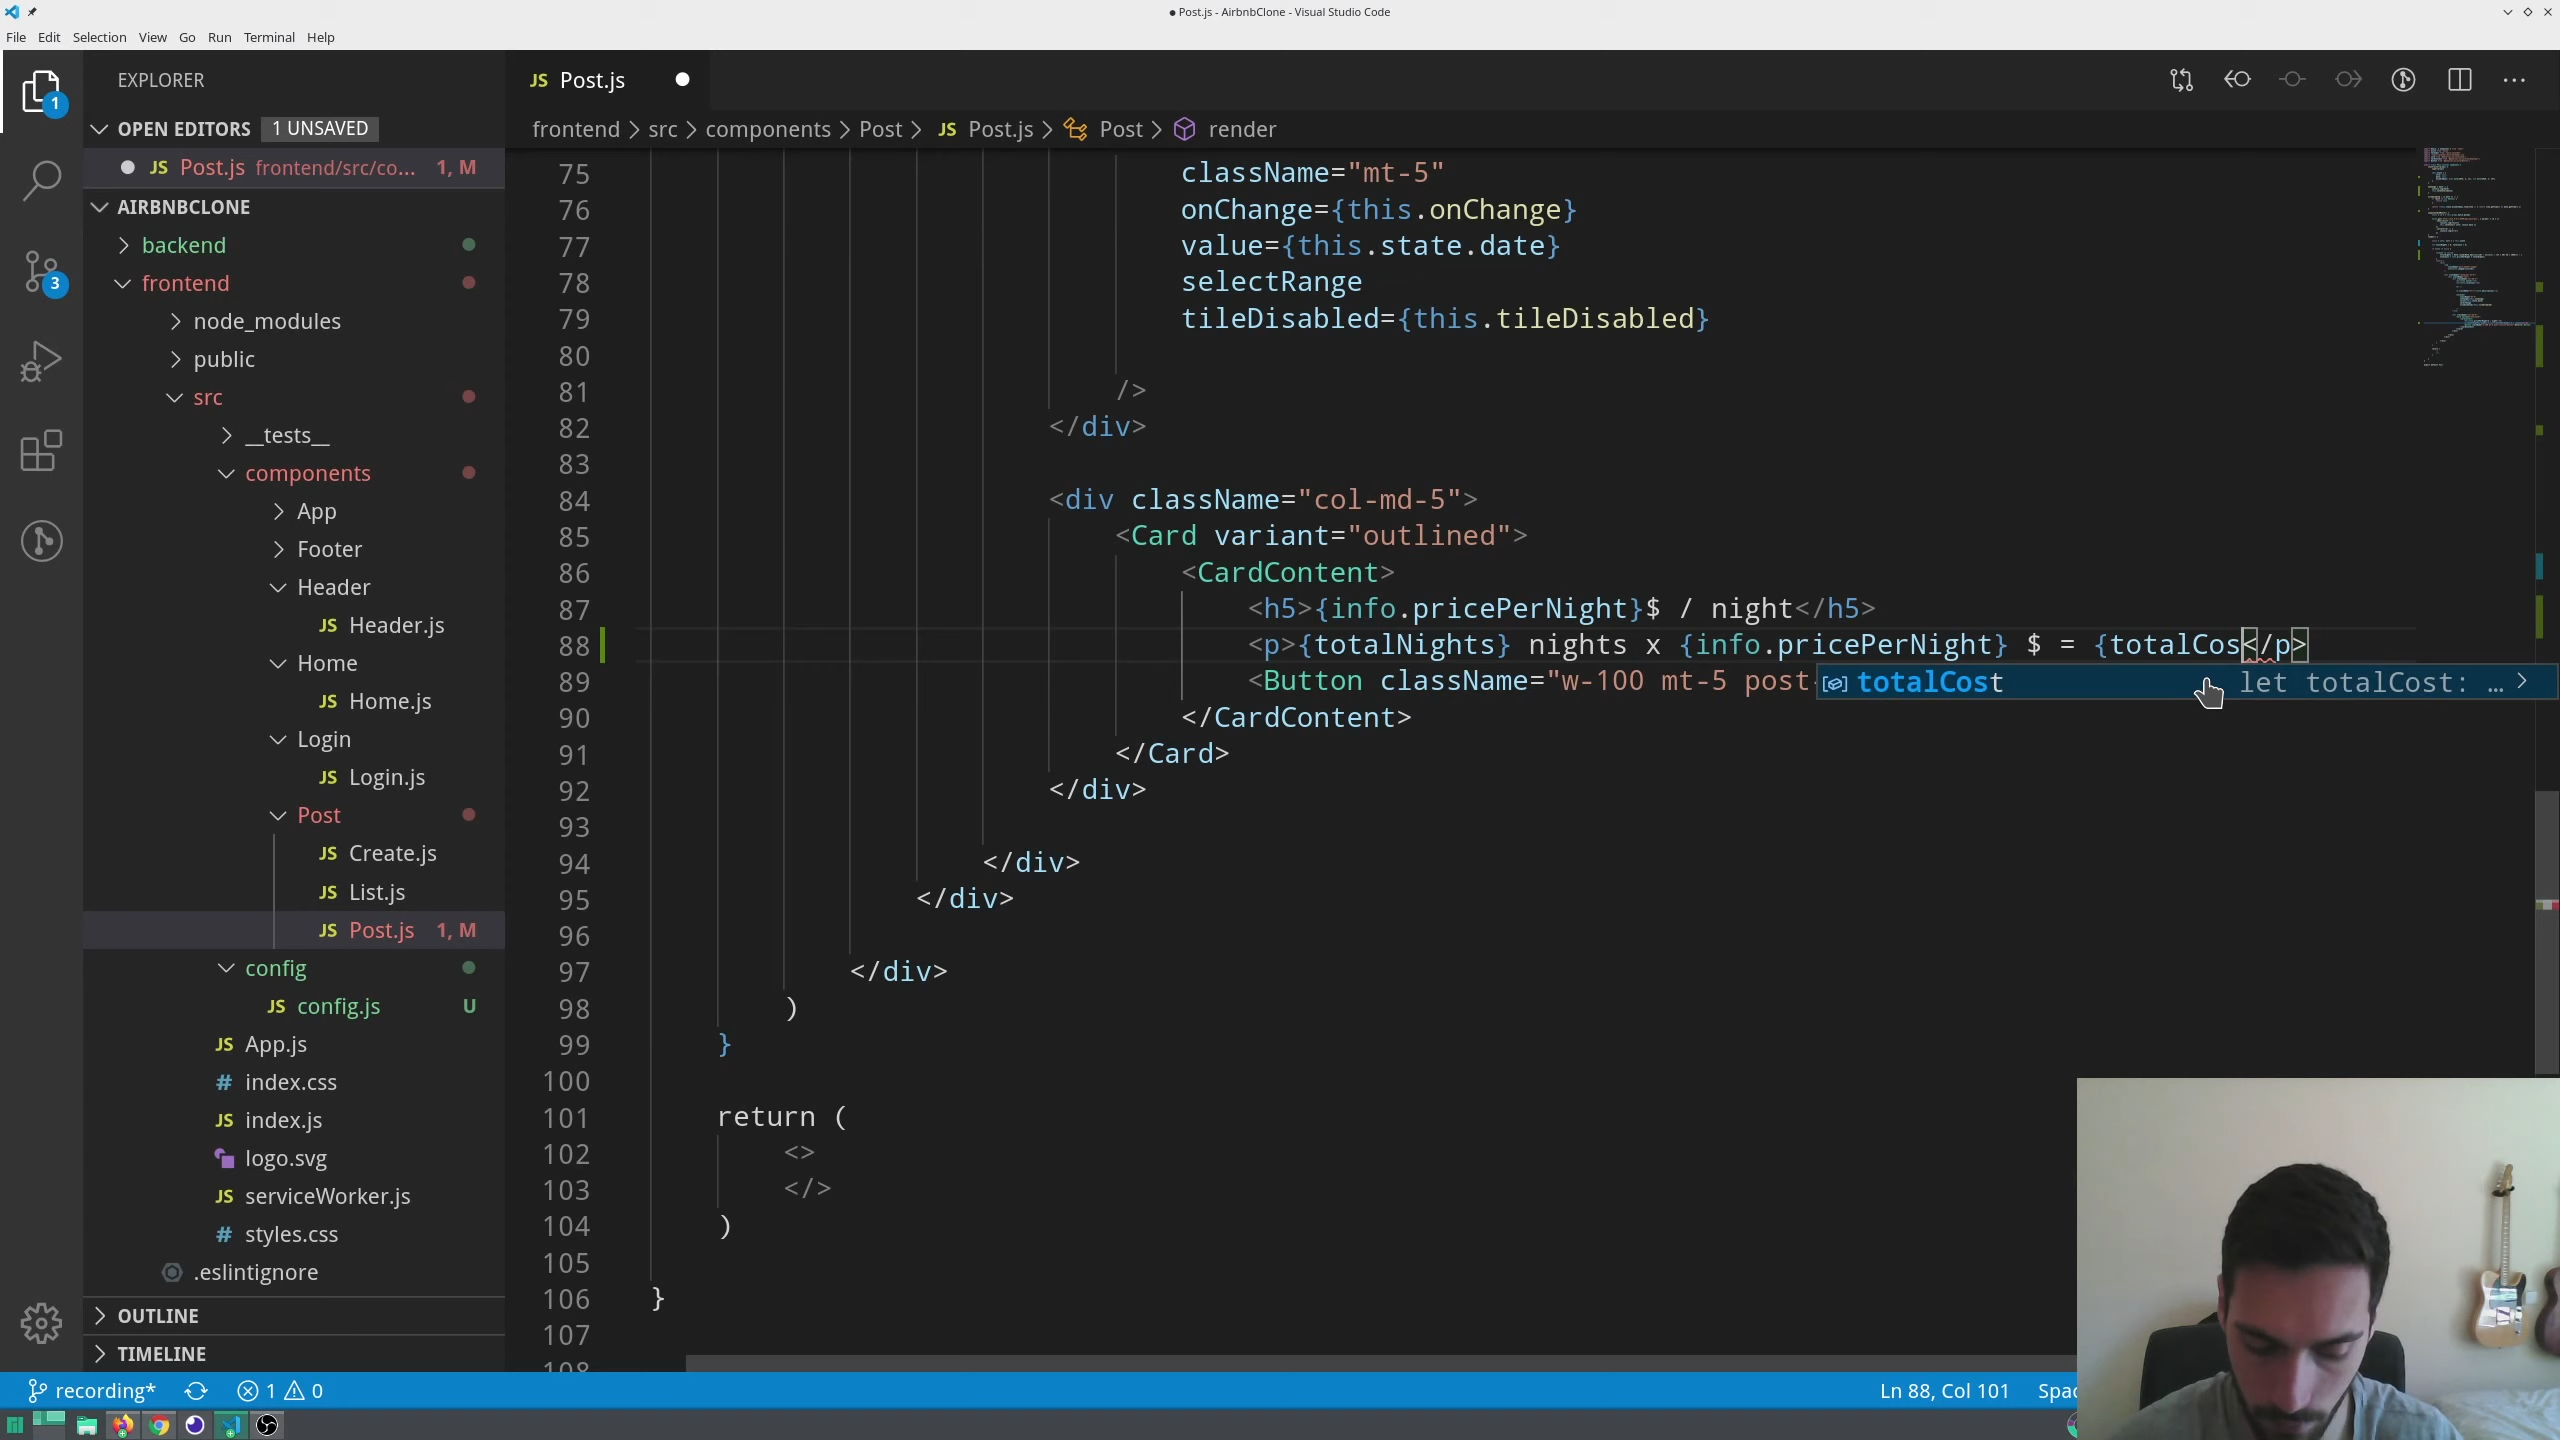 Post.js - AirbnbClone - Visual Studio Code
File Edit Selection View Go Run Terminal Help
EXPLORER
OPEN EDITORS 1 UNSAVED
JS Post.js frontend/src/co... 1, M
AIRBNBCLONE
backend
frontend
node_modules
public
src
__tests__
components
App
Footer
Header
JS Header.js
Home
JS Home.js
Login
JS Login.js
Post
JS Create.js
JS List.js
JS Post.js 1, M
config
JS config.js U
JS App.js
# index.css
JS index.js
logo.svg
JS serviceWorker.js
# styles.css
.eslintignore
OUTLINE
TIMELINE
1
3
JS Post.js
frontend > src > components > Post > JS Post.js > Post > render
75 className="mt-5"
76 onChange={this.onChange}
77 value={this.state.date}
78 selectRange
79 tileDisabled={this.tileDisabled}
80
81 />
82 </div>
83
84 <div className="col-md-5">
85 <Card variant="outlined">
86 <CardContent>
87 <h5>{info.pricePerNight}$ / night</h5>
88 <p>{totalNights} nights x {info.pricePerNight} $ = {totalCos</p>
89 <Button className="w-100 mt-5 post-
totalCost let totalCost: …
90 </CardContent>
91 </Card>
92 </div>
93
94 </div>
95 </div>
96
97 </div>
98 )
99 }
100
101 return (
102 <>
103 </>
104 )
105
106 }
107
108
recording* 1 0 Ln 88, Col 101 Spac